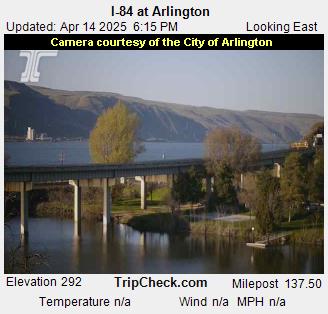 I-84 at Arlington
Updated: Apr 14 2025 6:15 PM Looking East
Camera courtesy of the City of Arlington
Elevation 292 TripCheck.com Milepost 137.50
Temperature n/a Wind n/a MPH n/a